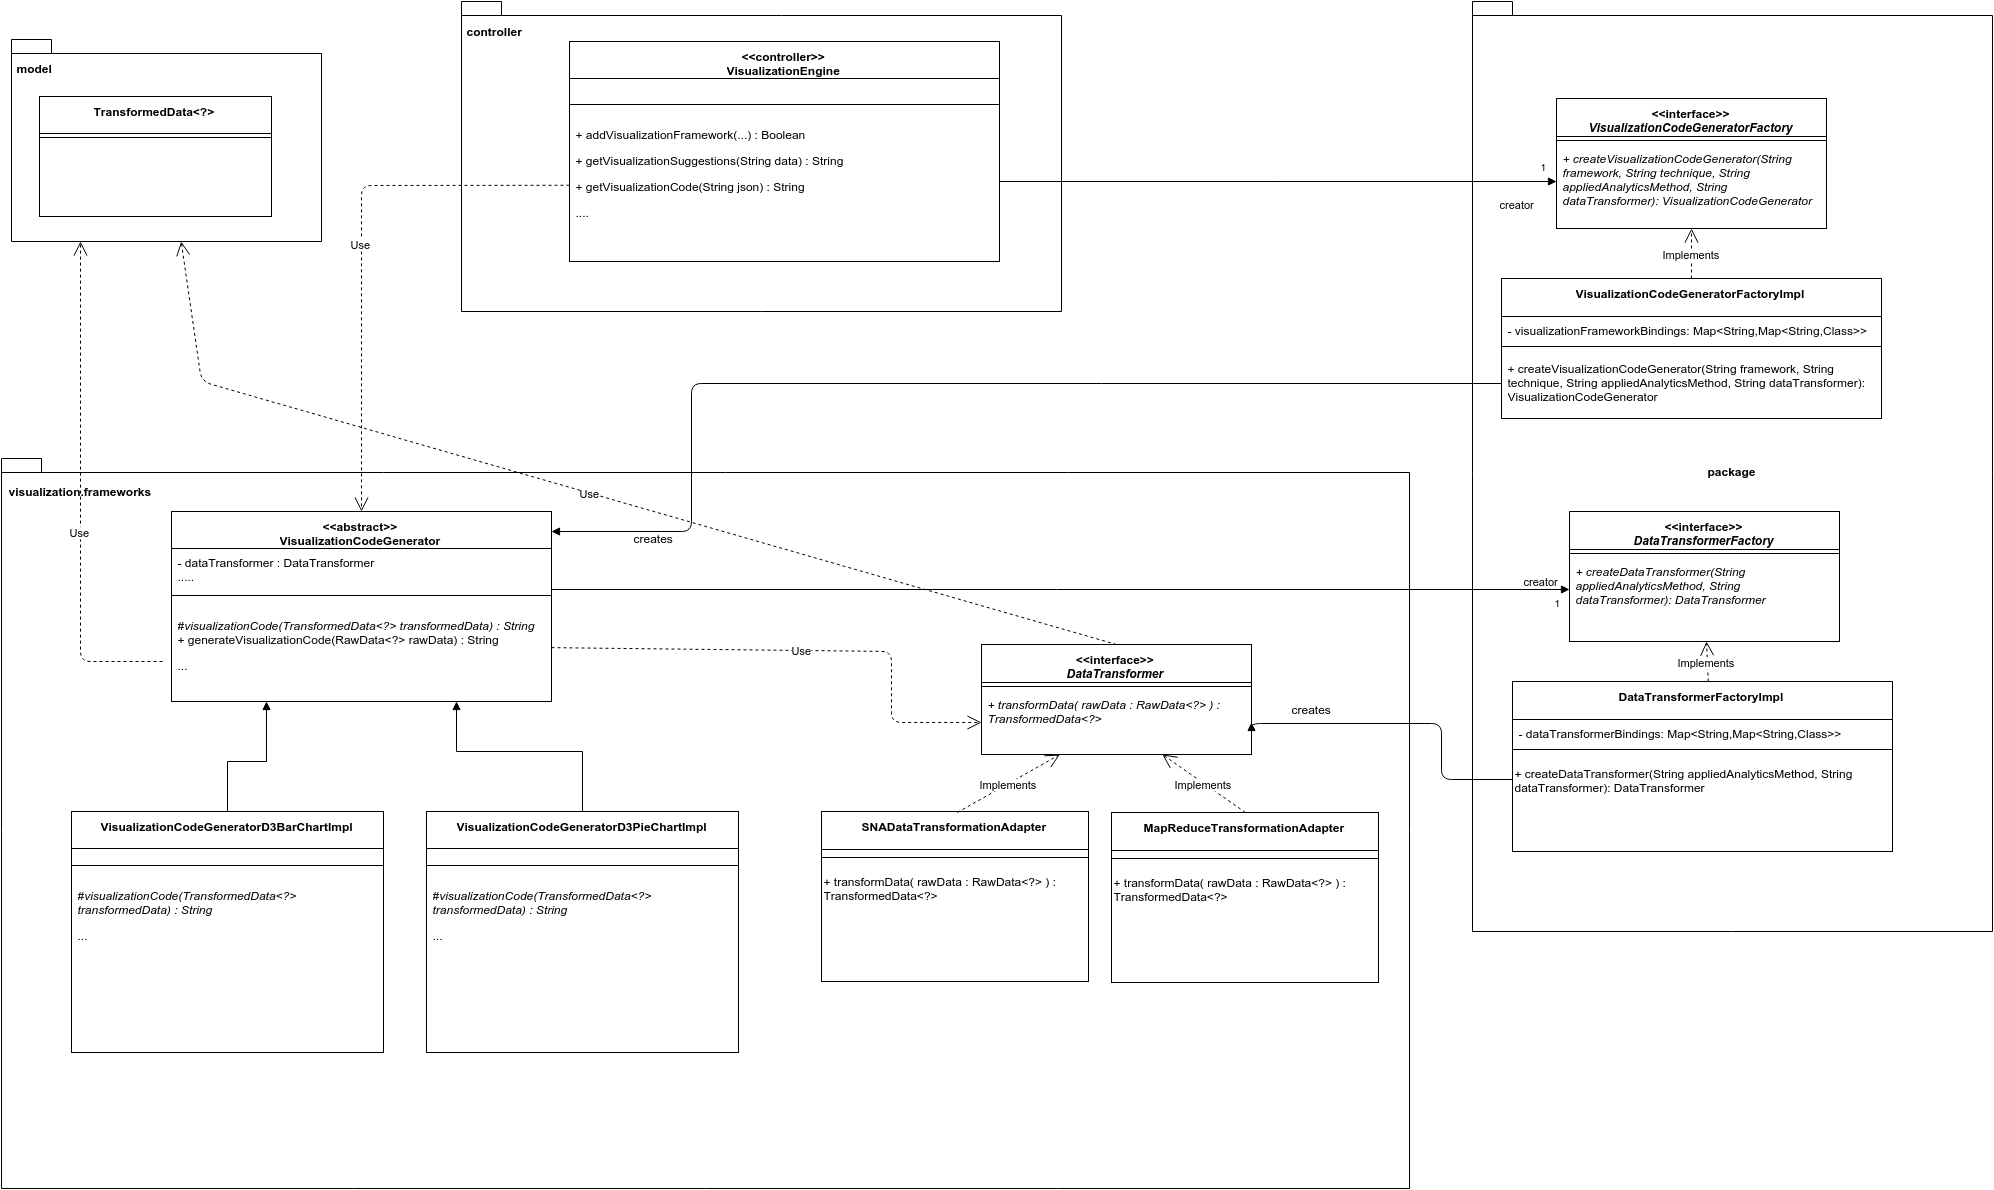 model
TransformedData<?>
controller
<<controller>>
VisualizationEngine
+ addVisualizationFramework(...) : Boolean
+ getVisualizationSuggestions(String data) : String
+ getVisualizationCode(String json) : String
....
Use
1
creator
<<interface>>
VisualizationCodeGeneratorFactory
+ createVisualizationCodeGenerator(String
framework, String technique, String
appliedAnalyticsMethod, String
dataTransformer): VisualizationCodeGenerator
Implements
VisualizationCodeGeneratorFactoryImpl
- visualizationFrameworkBindings: Map<String,Map<String,Class>>
+ createVisualizationCodeGenerator(String framework, String
technique, String appliedAnalyticsMethod, String dataTransformer):
VisualizationCodeGenerator
package
<<interface>>
DataTransformerFactory
+ createDataTransformer(String
appliedAnalyticsMethod, String
dataTransformer): DataTransformer
creator
1
Implements
DataTransformerFactoryImpl
- dataTransformerBindings: Map<String,Map<String,Class>>
+ createDataTransformer(String appliedAnalyticsMethod, String
dataTransformer): DataTransformer
visualization.frameworks
Use
Use
creates
<<abstract>>
VisualizationCodeGenerator
- dataTransformer : DataTransformer
.....
#visualizationCode(TransformedData<?> transformedData) : String
+ generateVisualizationCode(RawData<?> rawData) : String
...
Use
<<interface>>
DataTransformer
+ transformData( rawData : RawData<?> ) :
TransformedData<?>
creates
Implements
Implements
VisualizationCodeGeneratorD3BarChartImpl
#visualizationCode(TransformedData<?>
transformedData) : String
...
VisualizationCodeGeneratorD3PieChartImpl
#visualizationCode(TransformedData<?>
transformedData) : String
...
SNADataTransformationAdapter
+ transformData( rawData : RawData<?> ) :
TransformedData<?>
MapReduceTransformationAdapter
+ transformData( rawData : RawData<?> ) :
TransformedData<?>